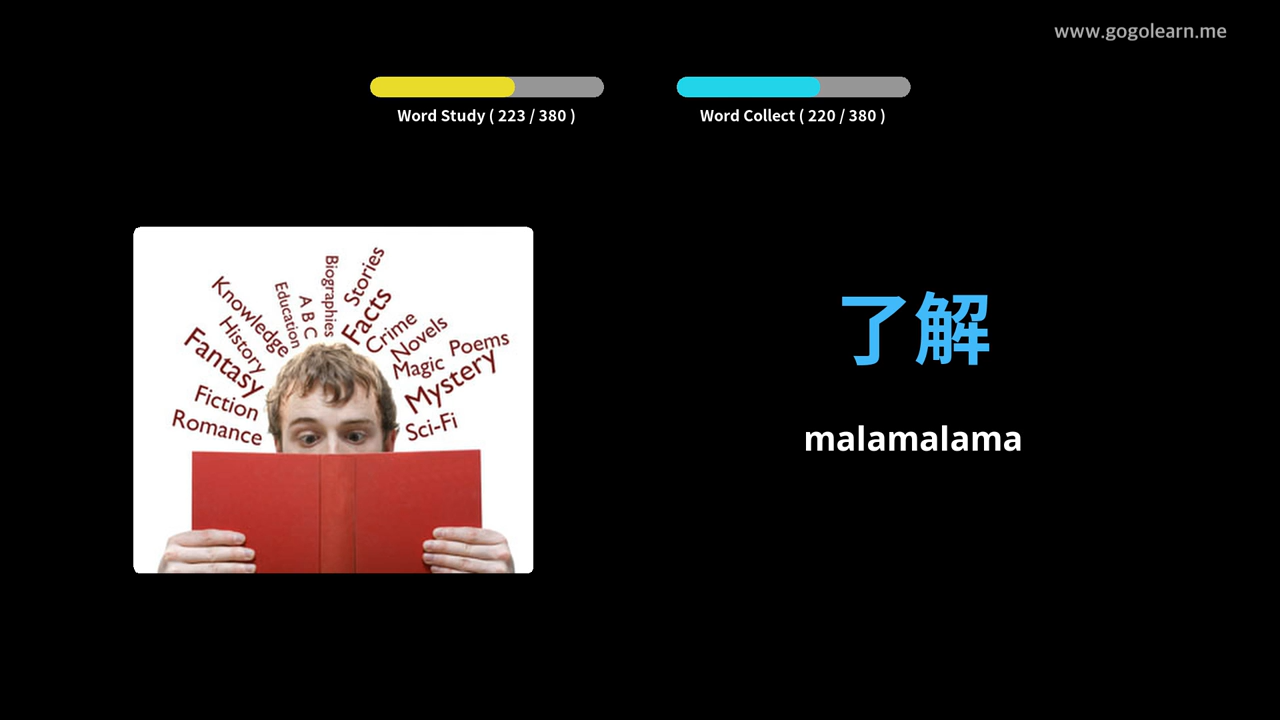 www.gogolearn.me
Word Study ( 223 / 380 )
Word Collect ( 220 / 380 )
Knowledge
History
Fantasy
Fiction
Romance
Education
A B C
Biographies
Stories
Facts
Crime
Novels
Magic
Poems
Mystery
Sci-Fi
了解
malamalama